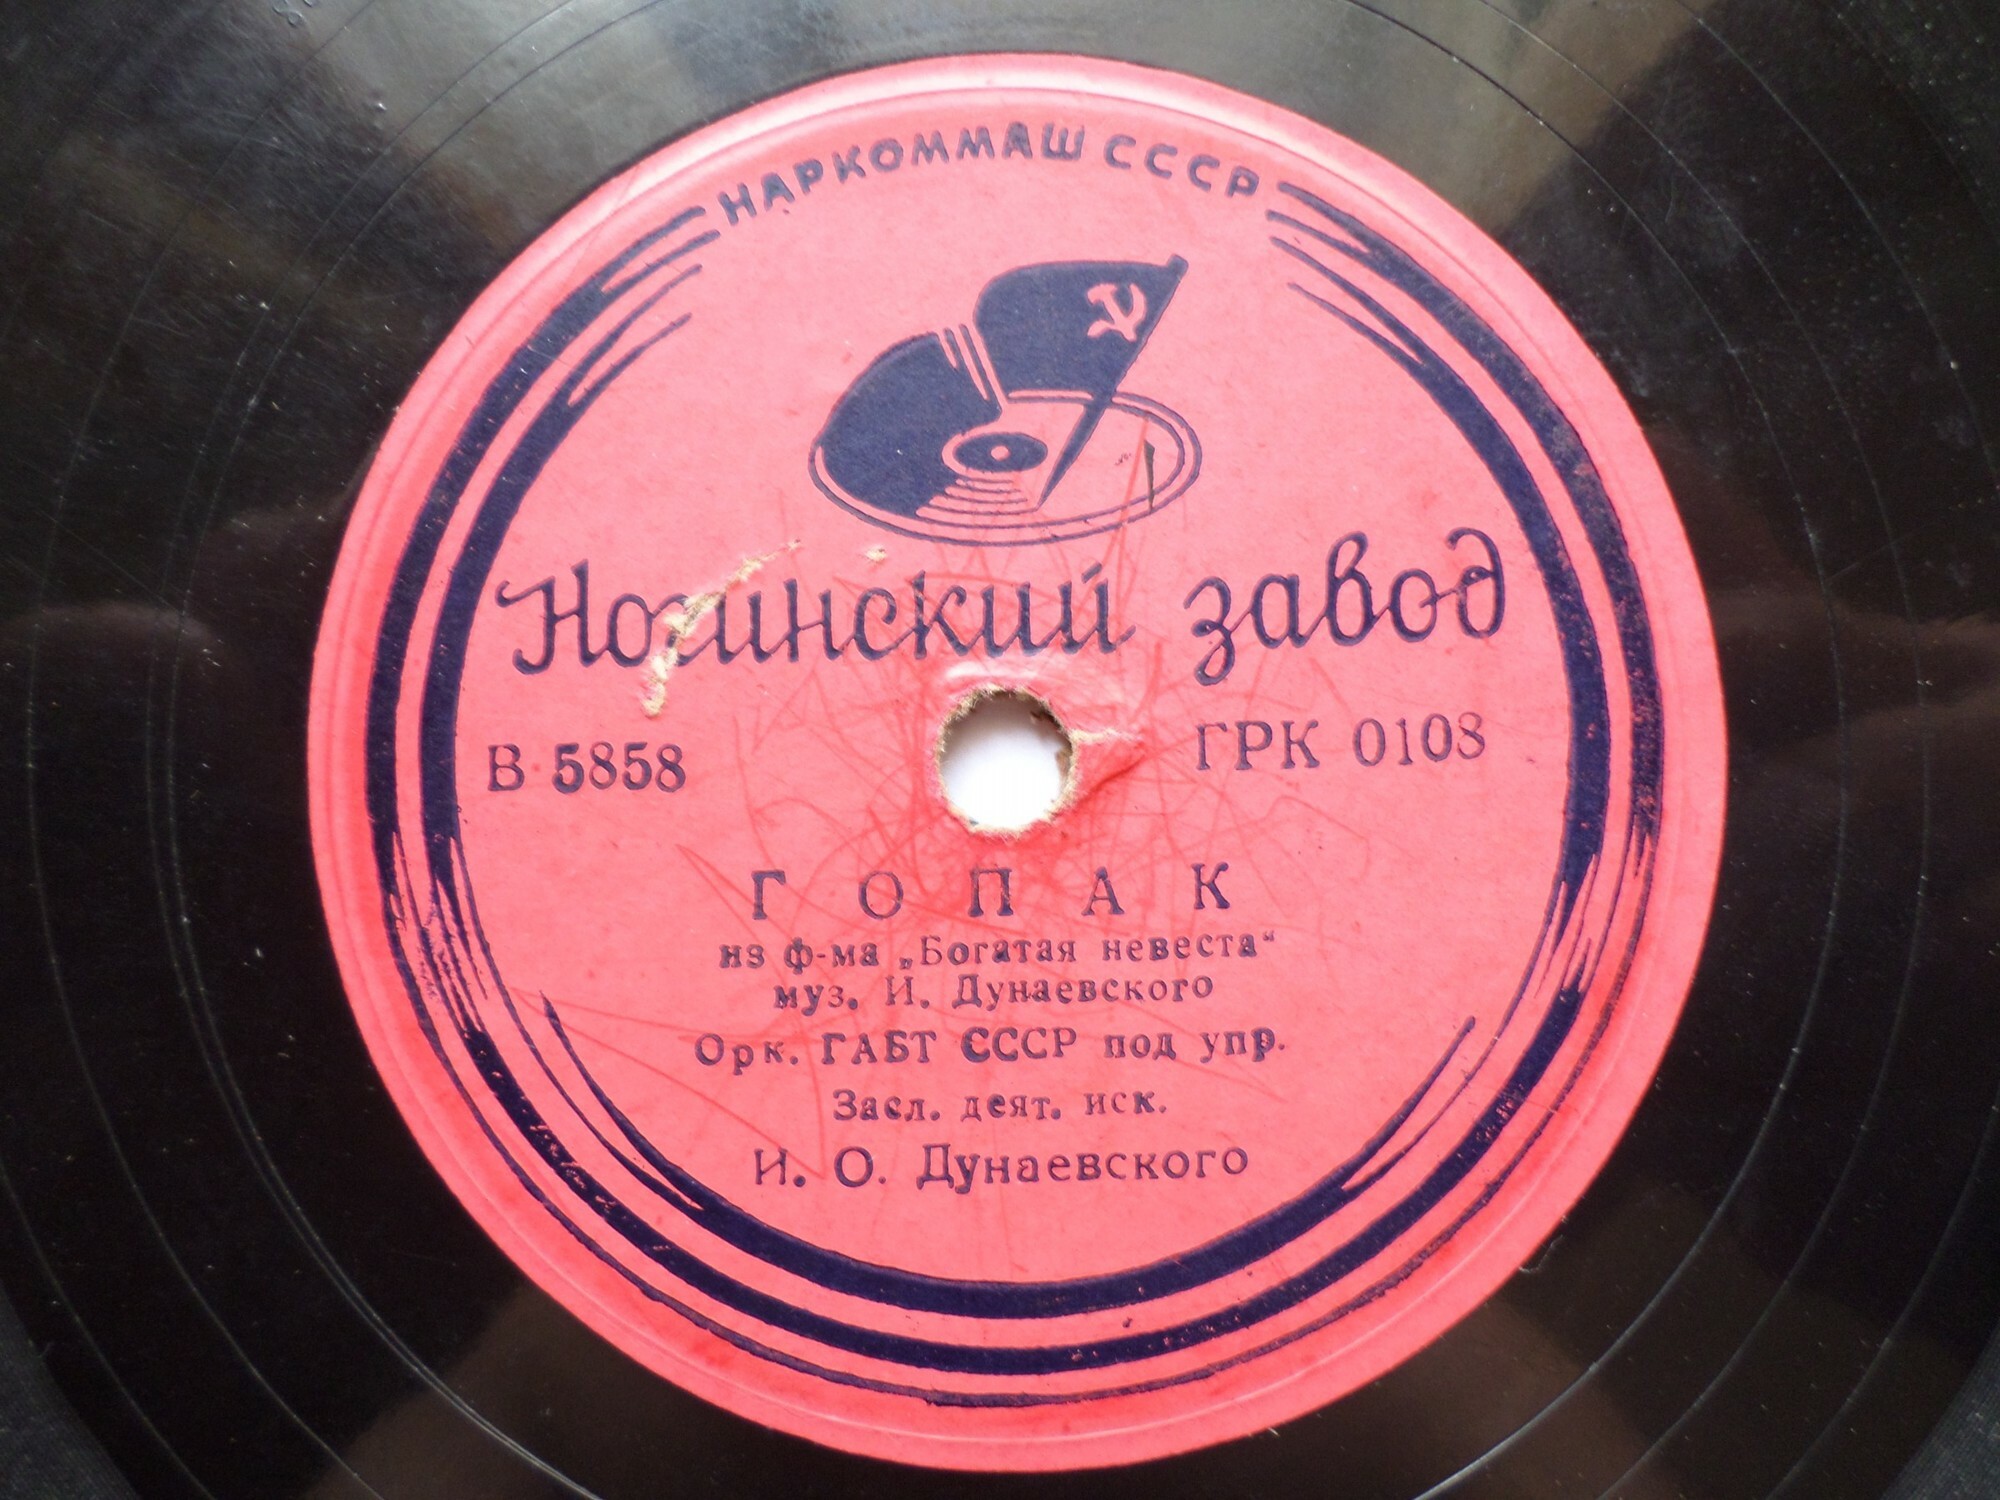 НАРКОММАШ СССР
Ногинский завод
В 5858 ГРК 0108
ГОПАК
из ф-ма „Богатая невеста“
муз. И. Дунаевского
Орк. ГАБТ СССР под упр.
Засл. деят. иск.
И. О. Дунаевского